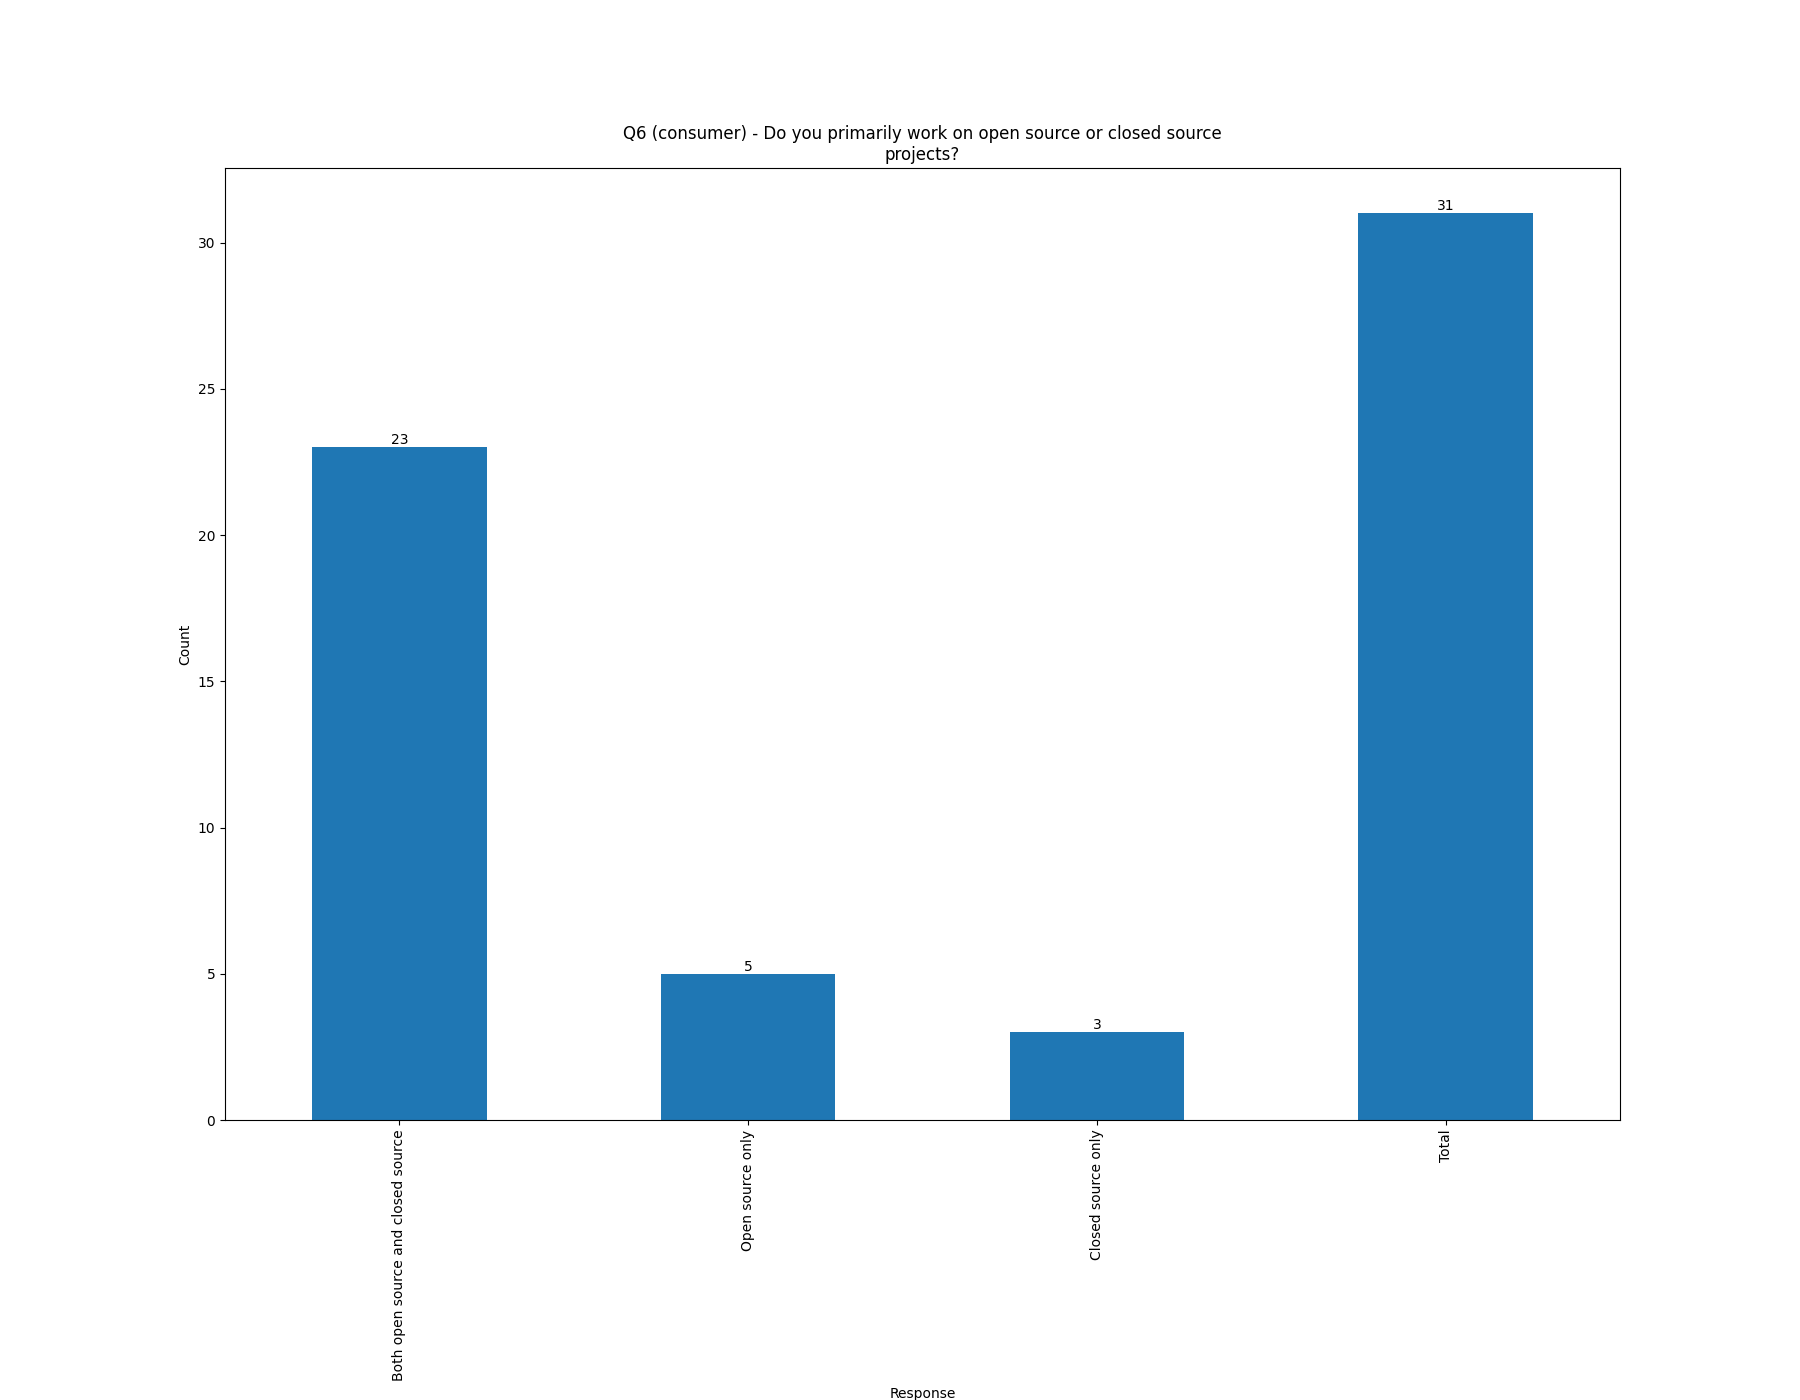 Q6 (consumer) - Do you primarily work on open source or closed source
projects?
31
30
25
23
20
Count
15
10
5
5
3
0
Both open source and closed source
Open source only
Closed source only
Total
Response